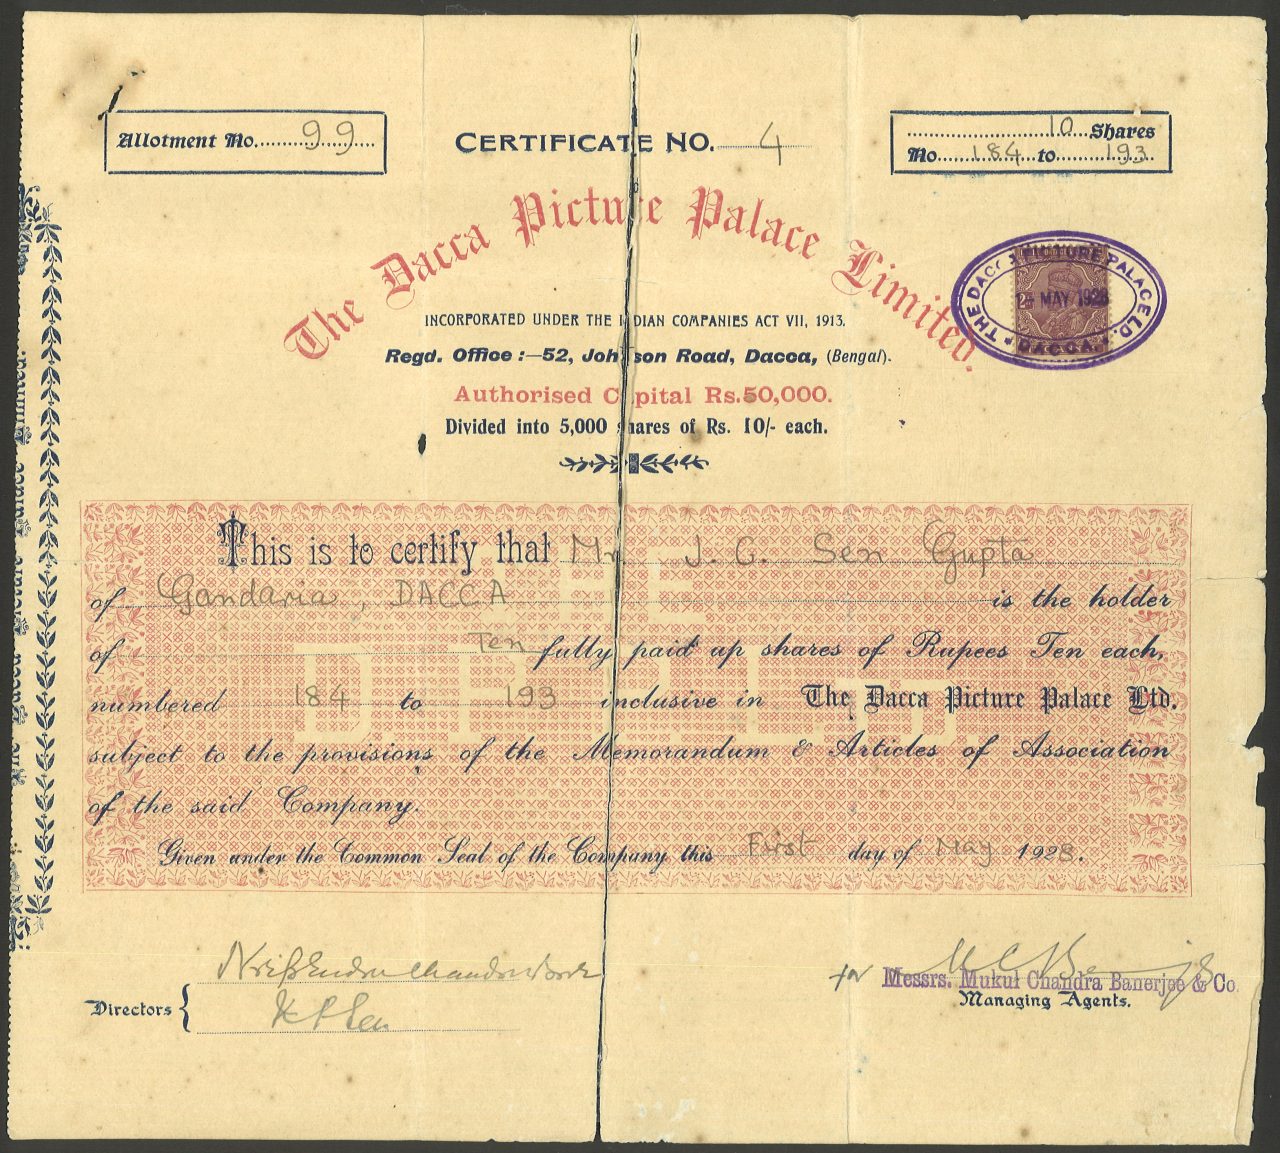 Allotment No. 99
CERTIFICATE NO. 4
10 Shares
No. 184 to 193
The Dacca Picture Palace Limited.
THE DACCA PICTURE PALACE LD.
MAY 1928
* DACCA *
INCORPORATED UNDER THE INDIAN COMPANIES ACT VII, 1913.
Regd. Office :—52, Johnson Road, Dacca, (Bengal).
Authorised Capital Rs.50,000.
Divided into 5,000 shares of Rs. 10/- each.
This is to certify that Mr J. C. Sen Gupta
of Gandaria, DACCA is the holder
of Ten fully paid up shares of Rupees Ten each,
numbered 184 to 193 inclusive in The Dacca Picture Palace Ltd.
subject to the provisions of the Memorandum & Articles of Association
of the said Company.
Given under the Common Seal of the Company this First day of May 1928.
Directors
for Messrs. Mukul Chandra Banerjee & Co.
Managing Agents.